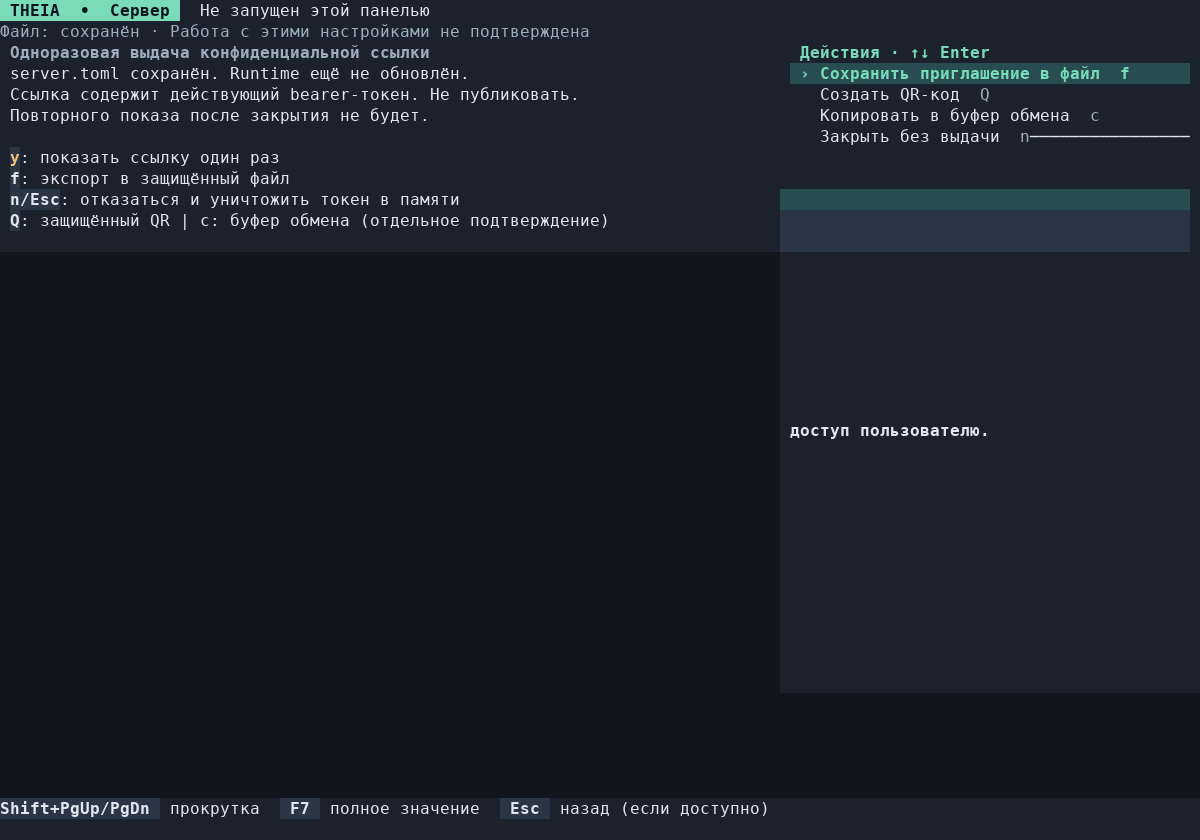 THEIA • Сервер Не запущен этой панелью
Файл: сохранён · Работа с этими настройками не подтверждена
Одноразовая выдача конфиденциальной ссылки
server.toml сохранён. Runtime ещё не обновлён.
Ссылка содержит действующий bearer-токен. Не публиковать.
Повторного показа после закрытия не будет.
y: показать ссылку один раз
f: экспорт в защищённый файл
n/Esc: отказаться и уничтожить токен в памяти
Q: защищённый QR | c: буфер обмена (отдельное подтверждение)
Действия · ↑↓ Enter
› Сохранить приглашение в файл f
Создать QR-код Q
Копировать в буфер обмена c
Закрыть без выдачи n────────────────
доступ пользователю.
Shift+PgUp/PgDn прокрутка F7 полное значение Esc назад (если доступно)